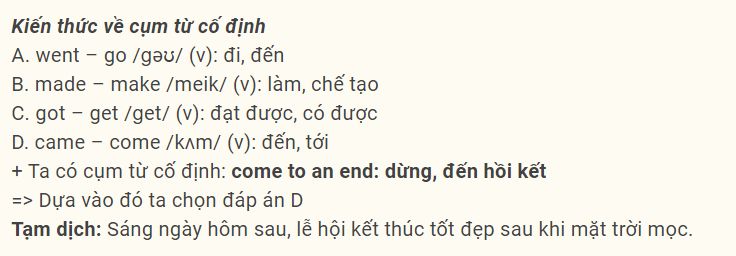 Kiến thức về cụm từ cố định
A. went – go /gəʊ/ (v): đi, đến
B. made – make /meik/ (v): làm, chế tạo
C. got – get /get/ (v): đạt được, có được
D. came – come /kʌm/ (v): đến, tới
+ Ta có cụm từ cố định: come to an end: dừng, đến hồi kết
=> Dựa vào đó ta chọn đáp án D
Tạm dịch: Sáng ngày hôm sau, lễ hội kết thúc tốt đẹp sau khi mặt trời mọc.